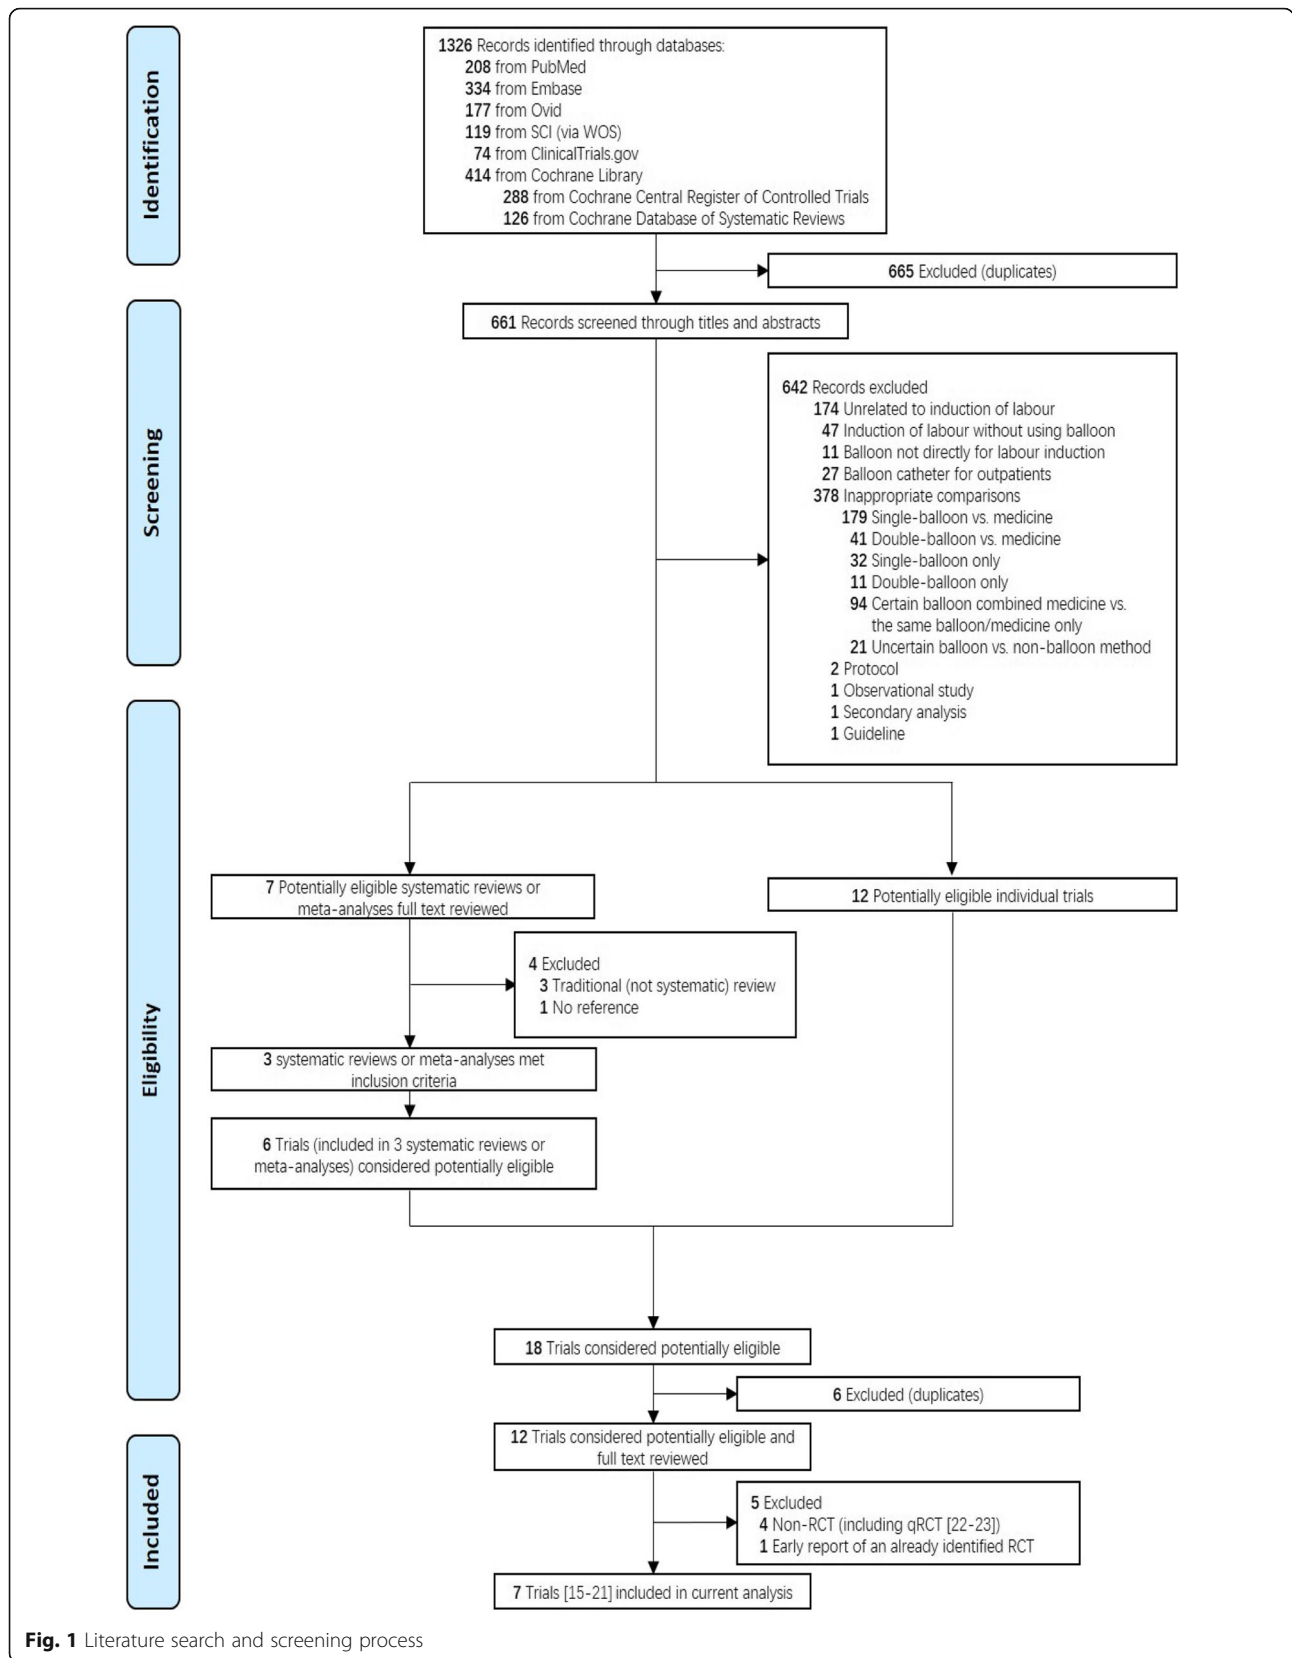 Identification
1326 Records identified through databases:
208 from PubMed
334 from Embase
177 from Ovid
119 from SCI (via WOS)
74 from ClinicalTrials.gov
414 from Cochrane Library
288 from Cochrane Central Register of Controlled Trials
126 from Cochrane Database of Systematic Reviews
665 Excluded (duplicates)
Screening
661 Records screened through titles and abstracts
642 Records excluded
174 Unrelated to induction of labour
47 Induction of labour without using balloon
11 Balloon not directly for labour induction
27 Balloon catheter for outpatients
378 Inappropriate comparisons
179 Single-balloon vs. medicine
41 Double-balloon vs. medicine
32 Single-balloon only
11 Double-balloon only
94 Certain balloon combined medicine vs.
the same balloon/medicine only
21 Uncertain balloon vs. non-balloon method
2 Protocol
1 Observational study
1 Secondary analysis
1 Guideline
Eligibility
7 Potentially eligible systematic reviews or
meta-analyses full text reviewed
12 Potentially eligible individual trials
4 Excluded
3 Traditional (not systematic) review
1 No reference
3 systematic reviews or meta-analyses met
inclusion criteria
6 Trials (included in 3 systematic reviews or
meta-analyses) considered potentially eligible
18 Trials considered potentially eligible
6 Excluded (duplicates)
Included
12 Trials considered potentially eligible and
full text reviewed
5 Excluded
4 Non-RCT (including qRCT [22-23])
1 Early report of an already identified RCT
7 Trials [15-21] included in current analysis
Fig. 1 Literature search and screening process